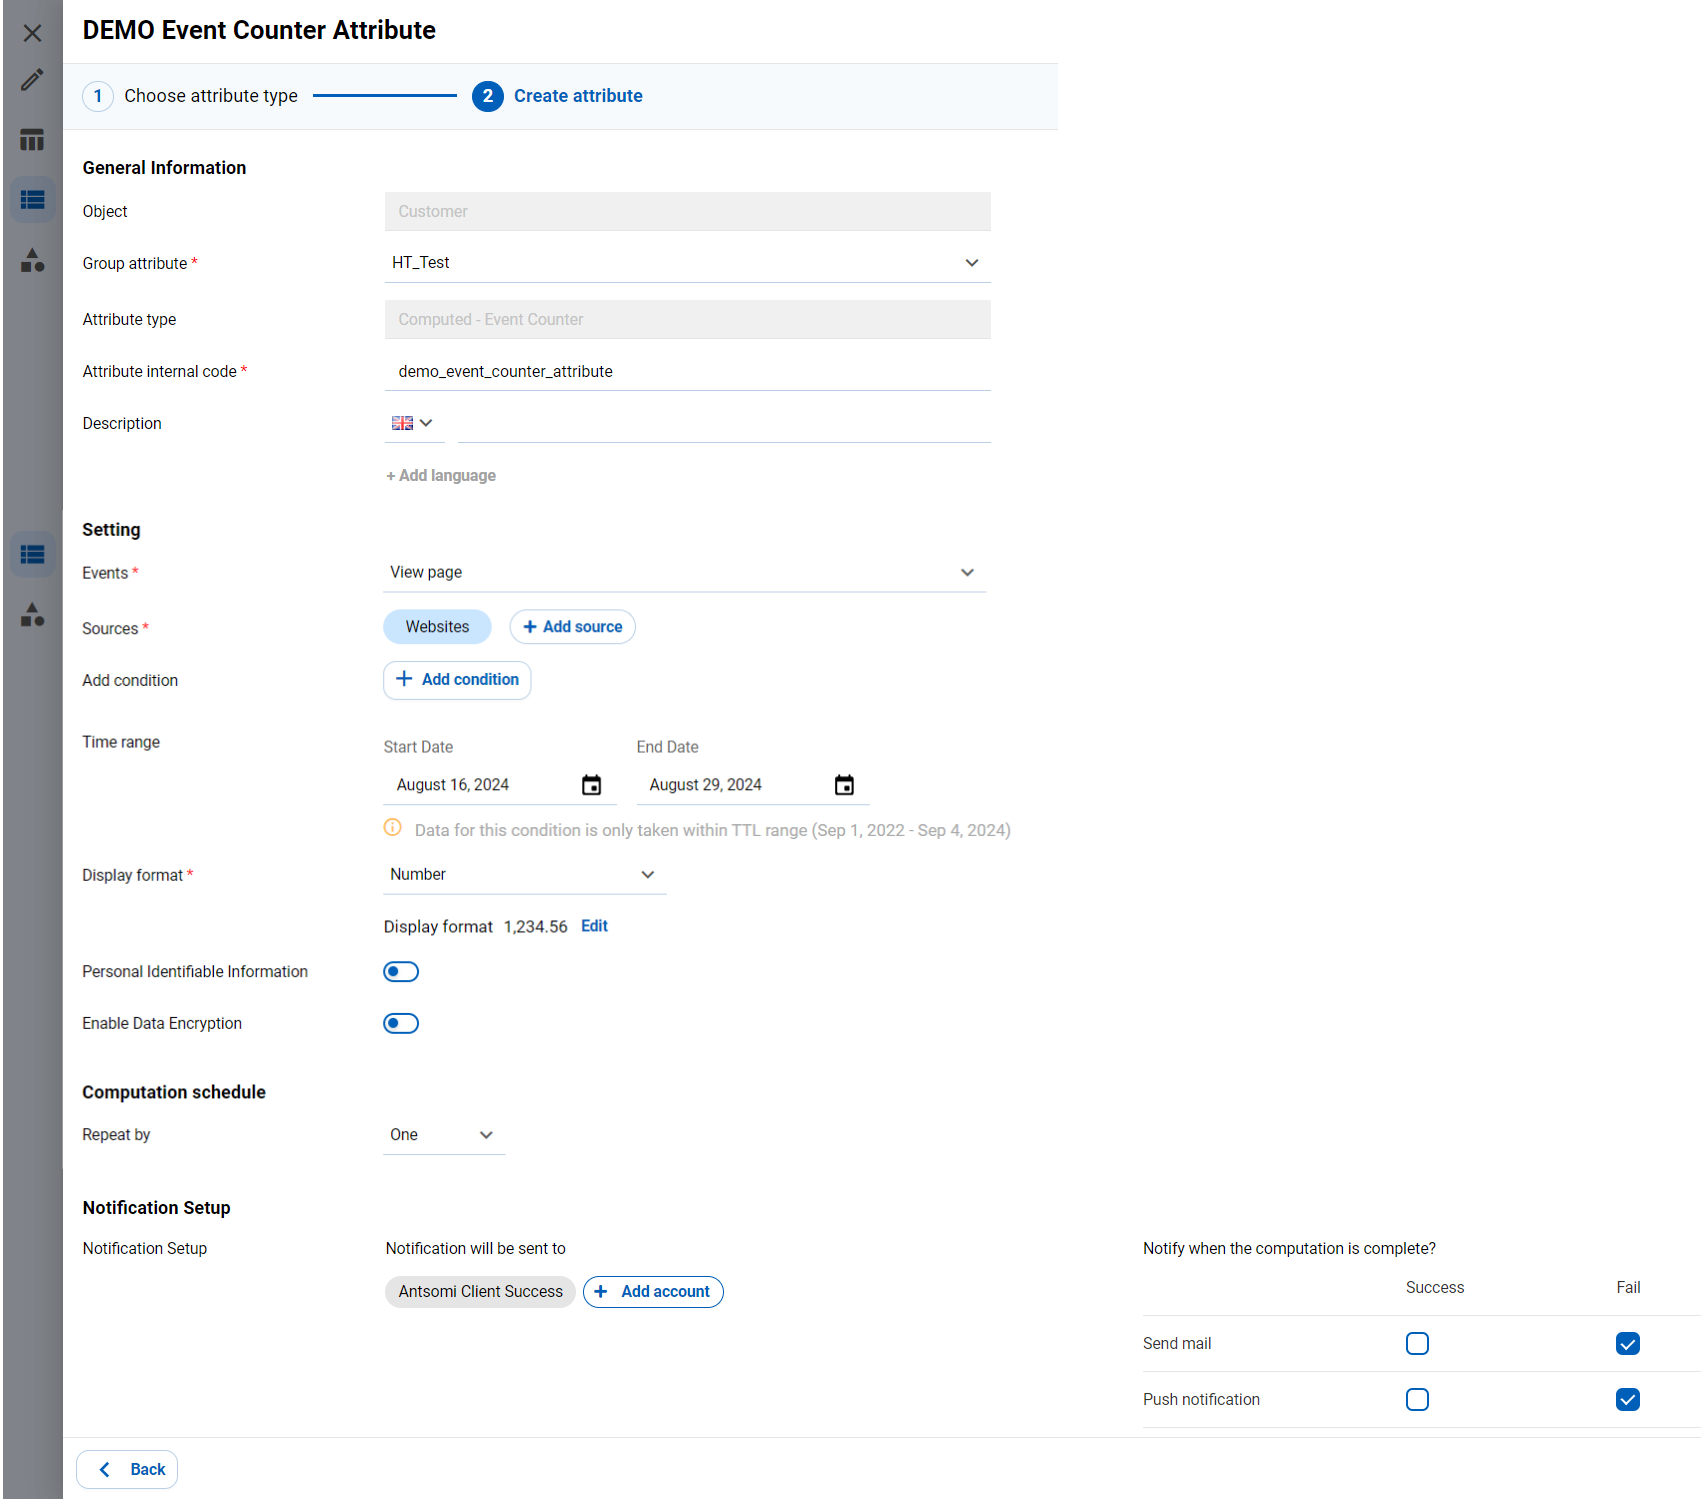 DEMO Event Counter Attribute
1 Choose attribute type 2 Create attribute
General Information
Object Customer
Group attribute * HT_Test
Attribute type Computed - Event Counter
Attribute internal code * demo_event_counter_attribute
Description
+ Add language
Setting
Events * View page
Sources * Websites + Add source
Add condition + Add condition
Time range
Start Date End Date
August 16, 2024 August 29, 2024
Data for this condition is only taken within TTL range (Sep 1, 2022 - Sep 4, 2024)
Display format * Number
Display format 1,234.56 Edit
Personal Identifiable Information
Enable Data Encryption
Computation schedule
Repeat by One
Notification Setup
Notification Setup Notification will be sent to Notify when the computation is complete?
Success Fail
Antsomi Client Success + Add account
Send mail
Push notification
Back